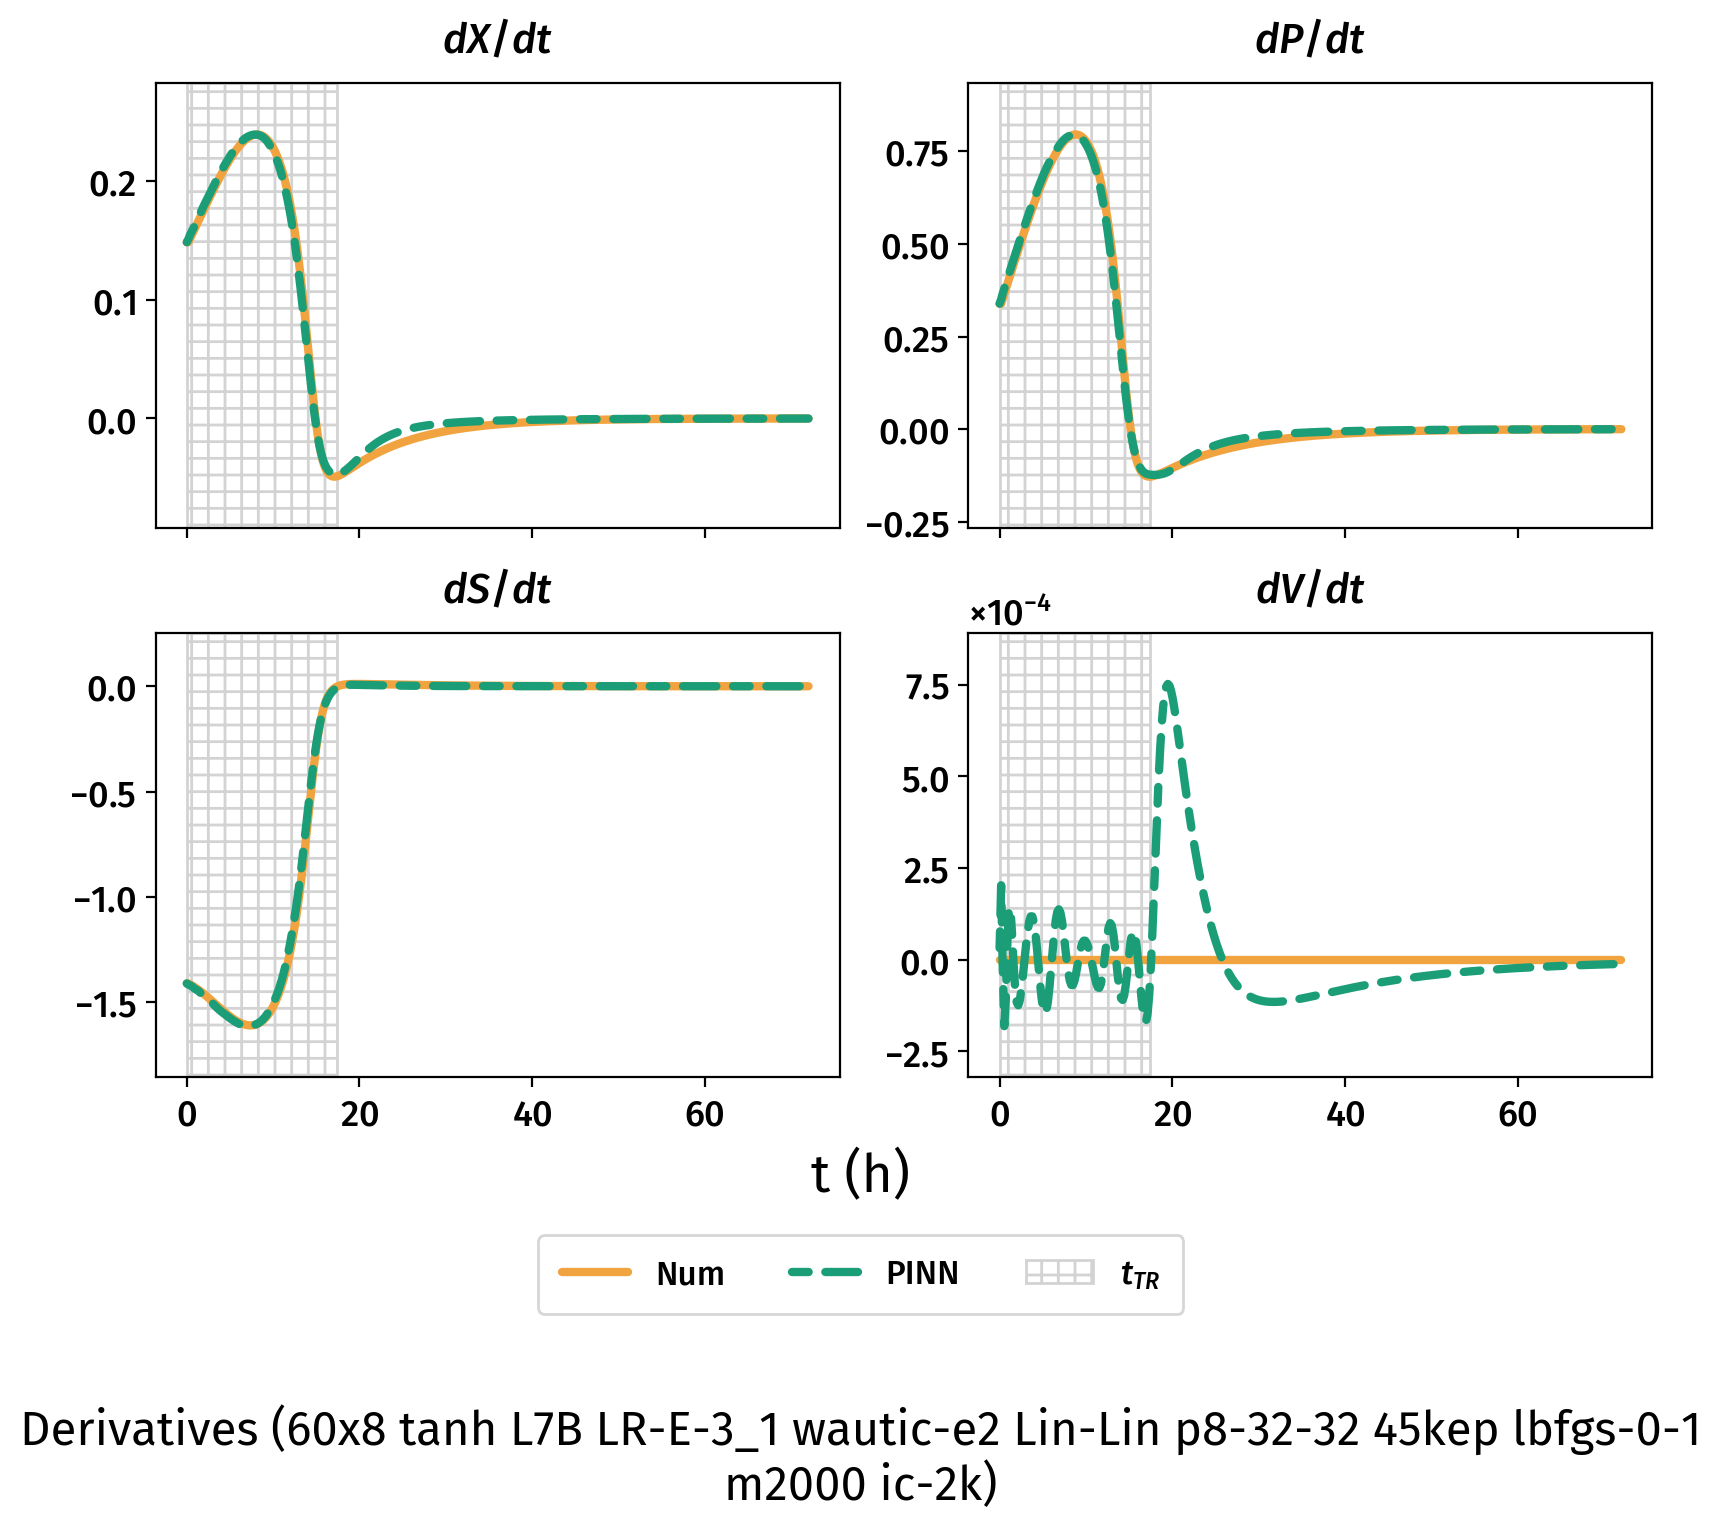 dX/dt
dP/dt
0.2
0.1
0.0
0.75
0.50
0.25
0.00
−0.25
dS/dt
dV/dt
×10⁻⁴
0.0
−0.5
−1.0
−1.5
7.5
5.0
2.5
0.0
−2.5
0 20 40 60
0 20 40 60
t (h)
Num PINN t_TR
Derivatives (60x8 tanh L7B LR-E-3_1 wautic-e2 Lin-Lin p8-32-32 45kep lbfgs-0-1
m2000 ic-2k)